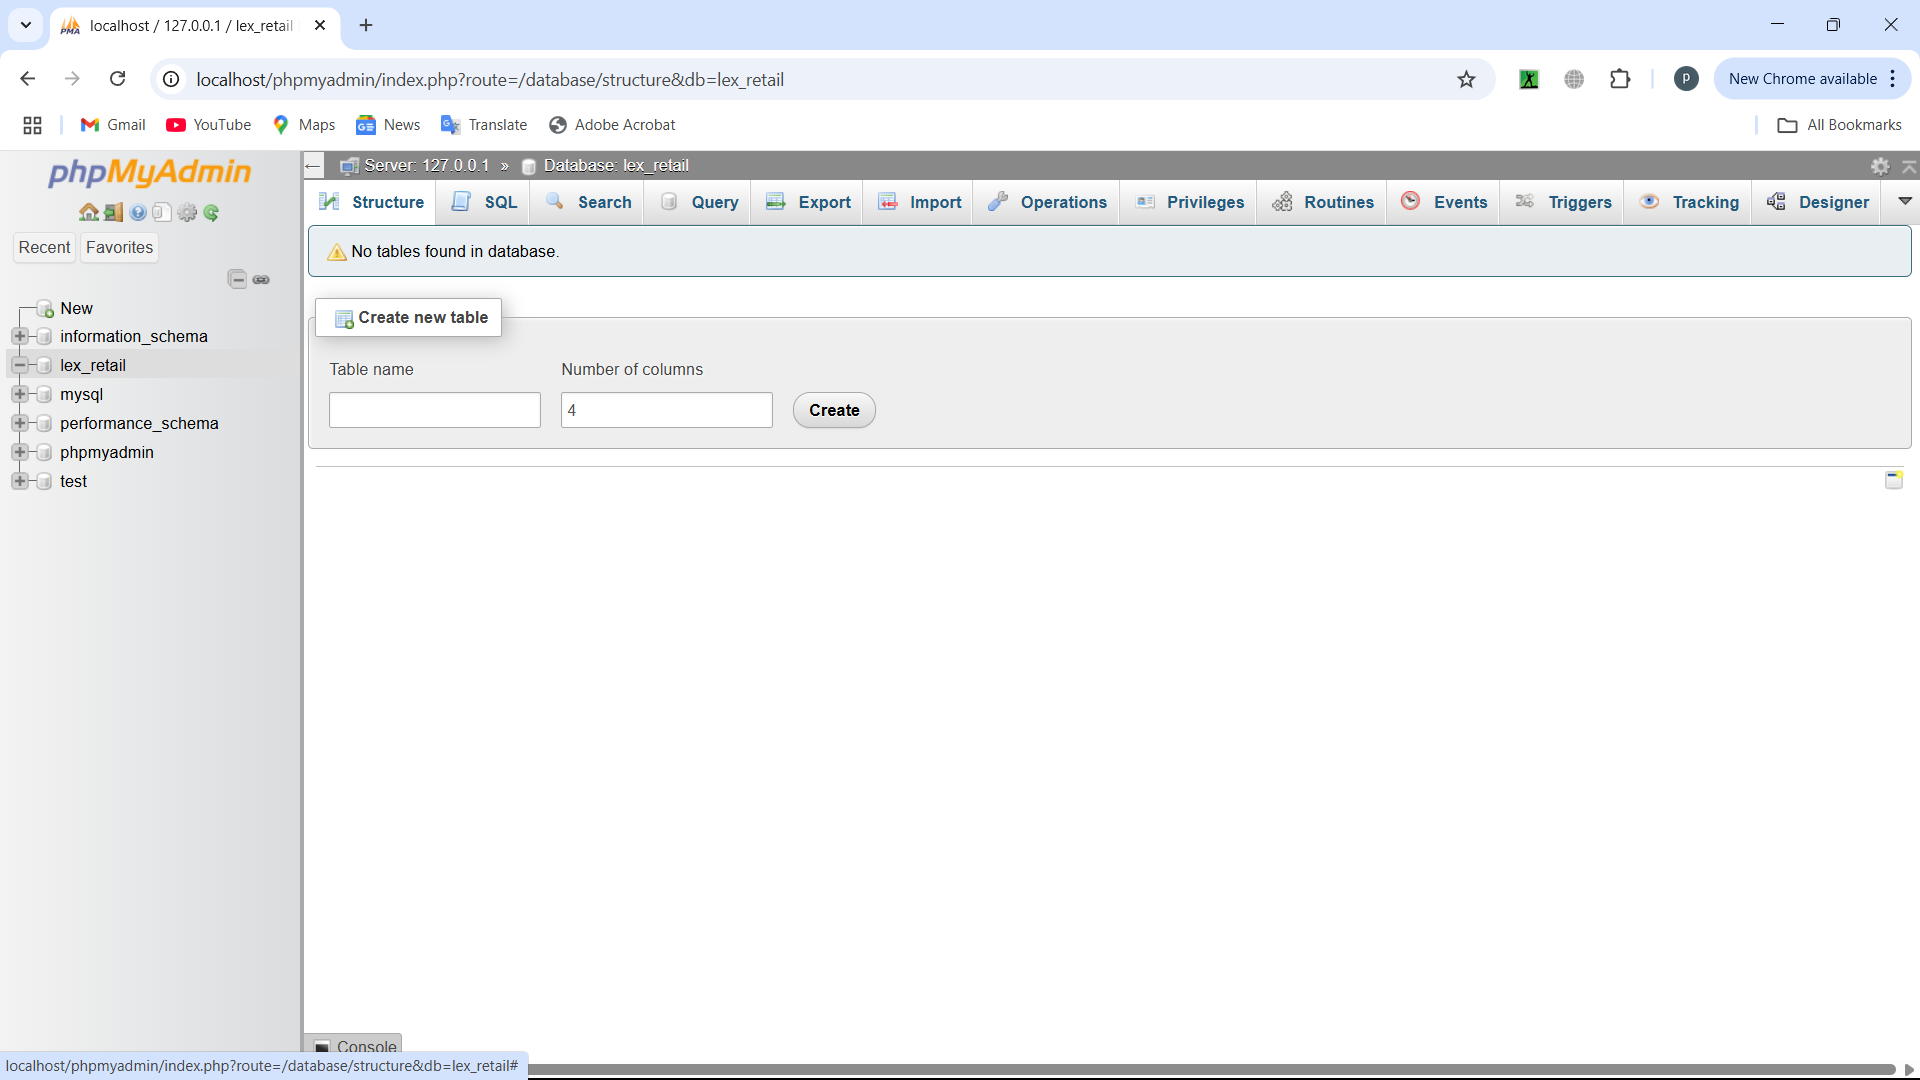 localhost / 127.0.0.1 / lex_retail
localhost/phpmyadmin/index.php?route=/database/structure&db=lex_retail
P
New Chrome available
Gmail
YouTube
Maps
News
Translate
Adobe Acrobat
All Bookmarks
phpMyAdmin
Server: 127.0.0.1 » Database: lex_retail
Structure
SQL
Search
Query
Export
Import
Operations
Privileges
Routines
Events
Triggers
Tracking
Designer
Recent
Favorites
No tables found in database.
New
information_schema
lex_retail
mysql
performance_schema
phpmyadmin
test
Create new table
Table name
Number of columns
4
Create
Console
localhost/phpmyadmin/index.php?route=/database/structure&db=lex_retail#